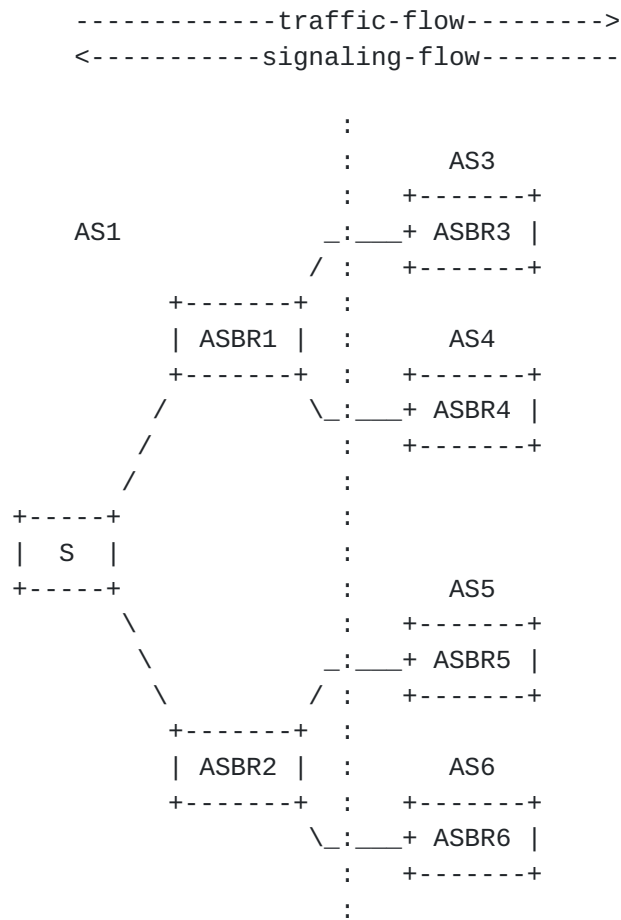 -------------traffic-flow--------->
<-----------signaling-flow---------
AS3
AS1
ASBR3
ASBR1
AS4
ASBR4
S
AS5
ASBR5
ASBR2
AS6
ASBR6